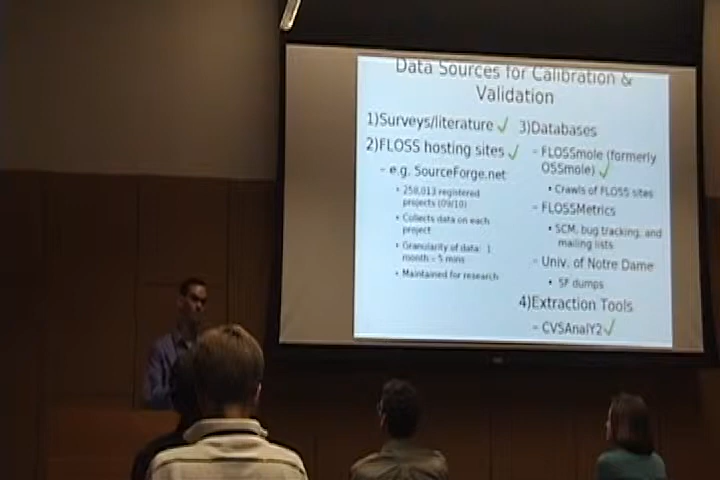 Data Sources for Calibration &
Validation
1)Surveys/literature ✓
2)FLOSS hosting sites ✓
– e.g. SourceForge.net
• 250,013 registered
projects (09/10)
• Collects data on each
project
• Granularity of data: 1
month – 5 mins
• Maintained for research
3)Databases
– FLOSSmole (formerly
OSSmole) ✓
• Crawls of FLOSS sites
– FLOSSMetrics
• SCM, bug tracking, and
mailing lists
– Univ. of Notre Dame
• SF dumps
4)Extraction Tools
– CVSAnalY2 ✓